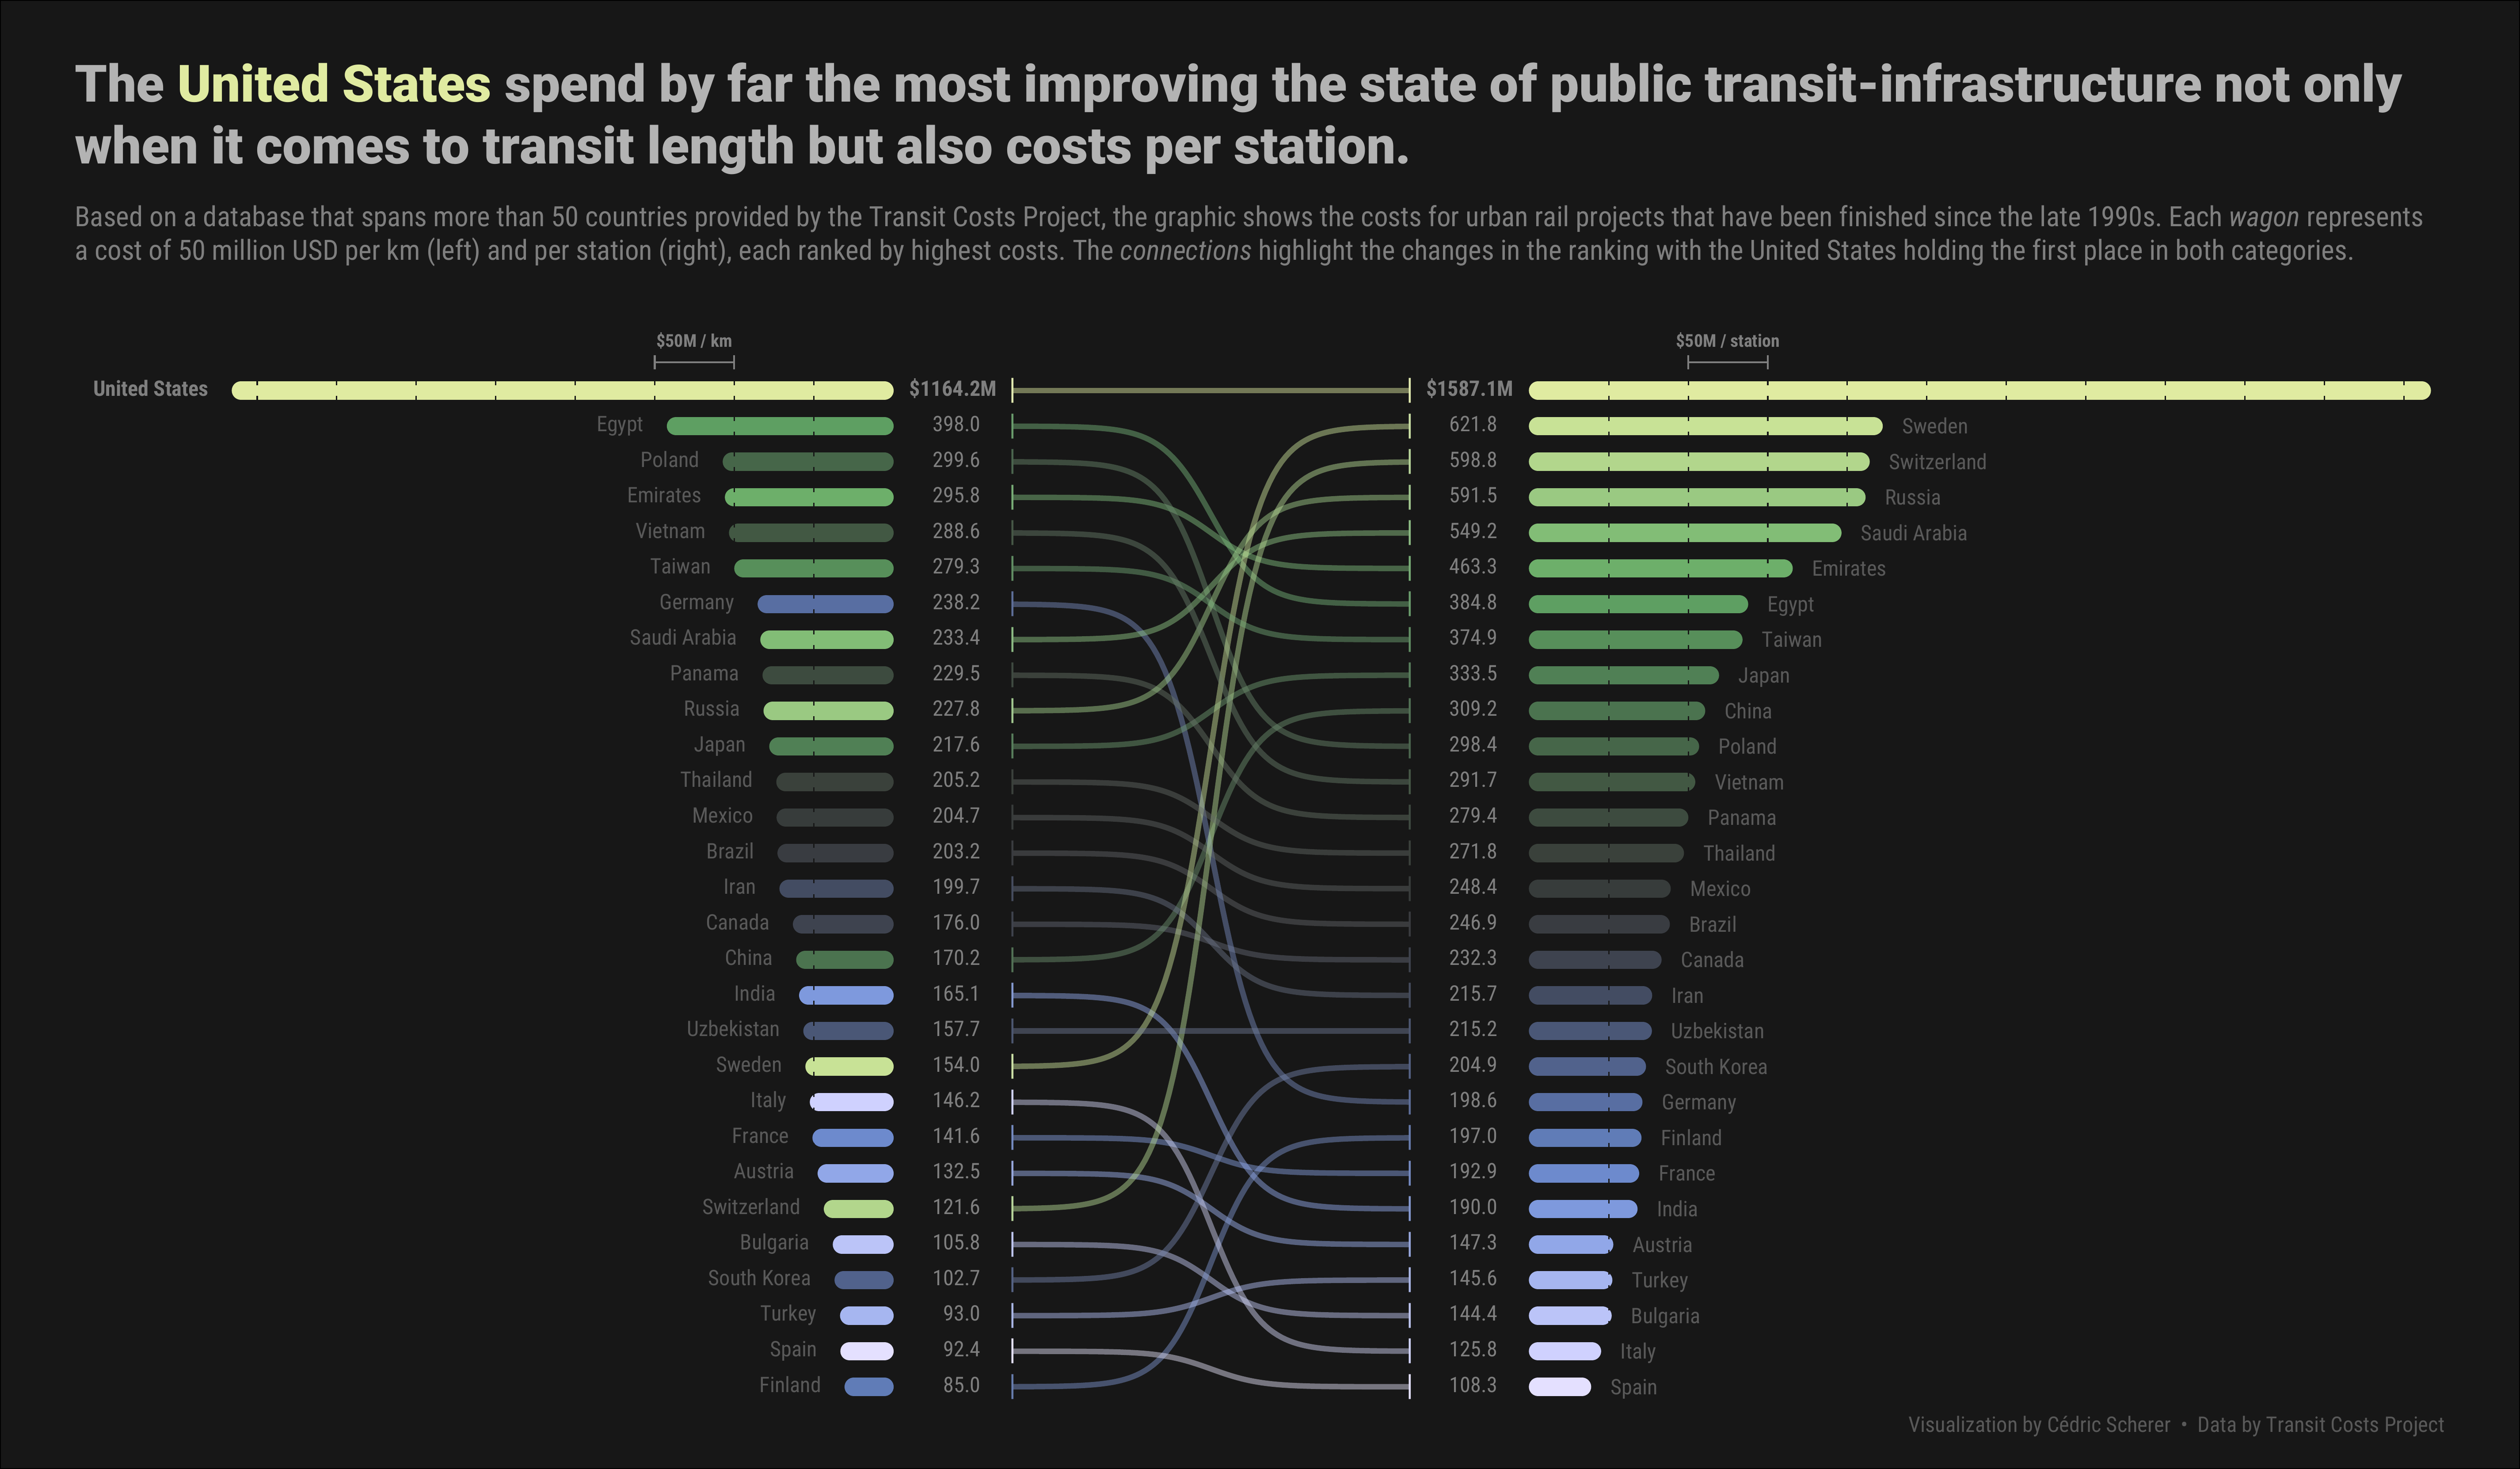 The United States spend by far the most improving the state of public transit-infrastructure not only
when it comes to transit length but also costs per station.
Based on a database that spans more than 50 countries provided by the Transit Costs Project, the graphic shows the costs for urban rail projects that have been finished since the late 1990s. Each wagon represents
a cost of 50 million USD per km (left) and per station (right), each ranked by highest costs. The connections highlight the changes in the ranking with the United States holding the first place in both categories.
$50M / km $50M / station
United States $1164.2M $1587.1M
Egypt 398.0 621.8 Sweden
Poland 299.6 598.8 Switzerland
Emirates 295.8 591.5 Russia
Vietnam 288.6 549.2 Saudi Arabia
Taiwan 279.3 463.3 Emirates
Germany 238.2 384.8 Egypt
Saudi Arabia 233.4 374.9 Taiwan
Panama 229.5 333.5 Japan
Russia 227.8 309.2 China
Japan 217.6 298.4 Poland
Thailand 205.2 291.7 Vietnam
Mexico 204.7 279.4 Panama
Brazil 203.2 271.8 Thailand
Iran 199.7 248.4 Mexico
Canada 176.0 246.9 Brazil
China 170.2 232.3 Canada
India 165.1 215.7 Iran
Uzbekistan 157.7 215.2 Uzbekistan
Sweden 154.0 204.9 South Korea
Italy 146.2 198.6 Germany
France 141.6 197.0 Finland
Austria 132.5 192.9 France
Switzerland 121.6 190.0 India
Bulgaria 105.8 147.3 Austria
South Korea 102.7 145.6 Turkey
Turkey 93.0 144.4 Bulgaria
Spain 92.4 125.8 Italy
Finland 85.0 108.3 Spain
Visualization by Cédric Scherer • Data by Transit Costs Project